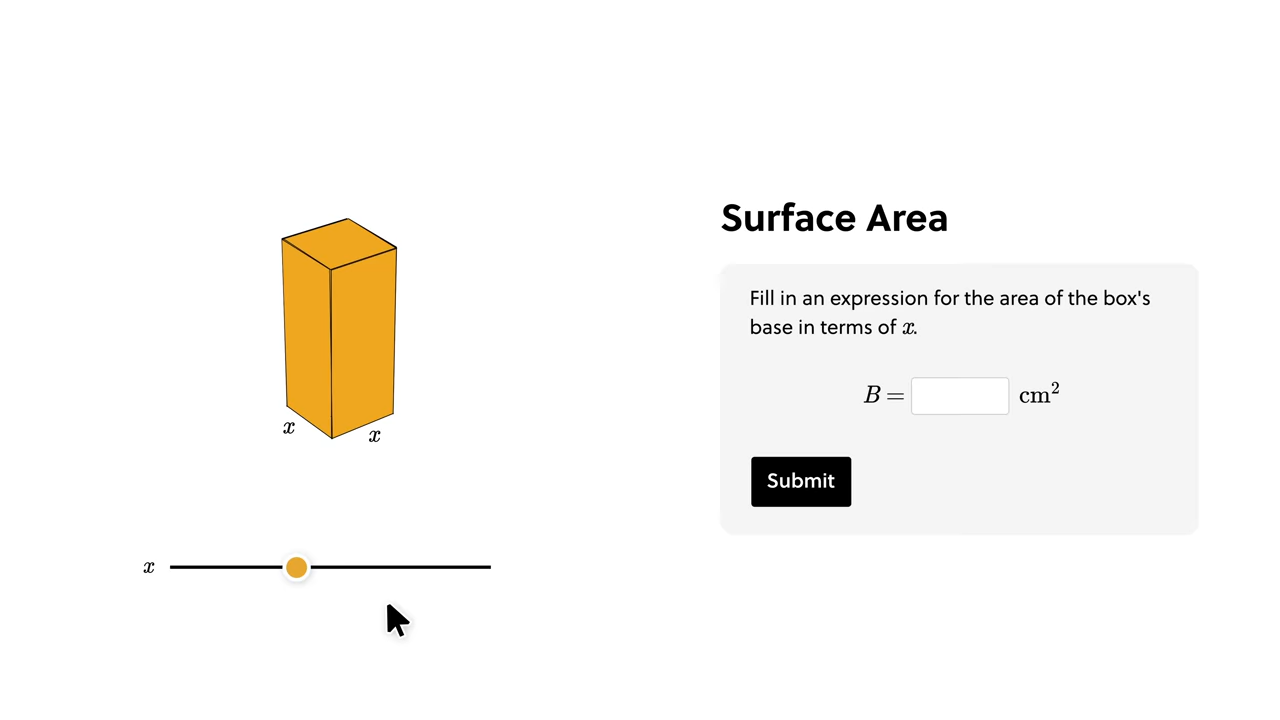 Surface Area
Fill in an expression for the area of the box's
base in terms of x.
B = cm²
Submit
x
x
x